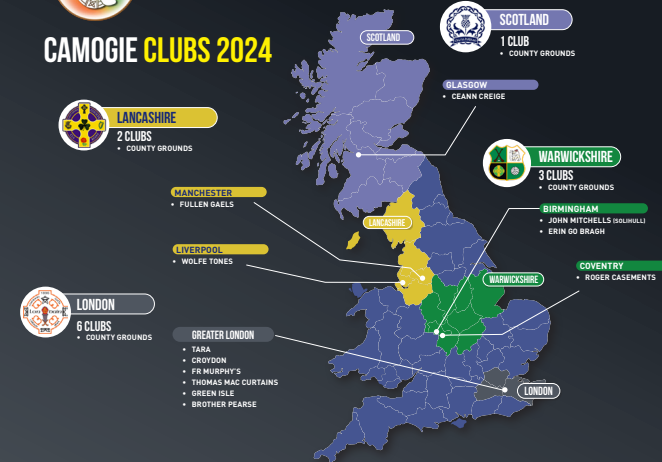 CAMOGIE CLUBS 2024
SCOTLAND
1 CLUB
• COUNTY GROUNDS
SCOTLAND
GLASGOW
• CEANN CREIGE
LANCASHIRE
2 CLUBS
• COUNTY GROUNDS
WARWICKSHIRE
3 CLUBS
• COUNTY GROUNDS
MANCHESTER
• FULLEN GAELS
BIRMINGHAM
• JOHN MITCHELLS (SOLIHULL)
• ERIN GO BRAGH
LANCASHIRE
LIVERPOOL
• WOLFE TONES
COVENTRY
• ROGER CASEMENTS
WARWICKSHIRE
LONDON
6 CLUBS
• COUNTY GROUNDS
GREATER LONDON
• TARA
• CROYDON
• FR MURPHY'S
• THOMAS MAC CURTAINS
• GREEN ISLE
• BROTHER PEARSE
LONDON